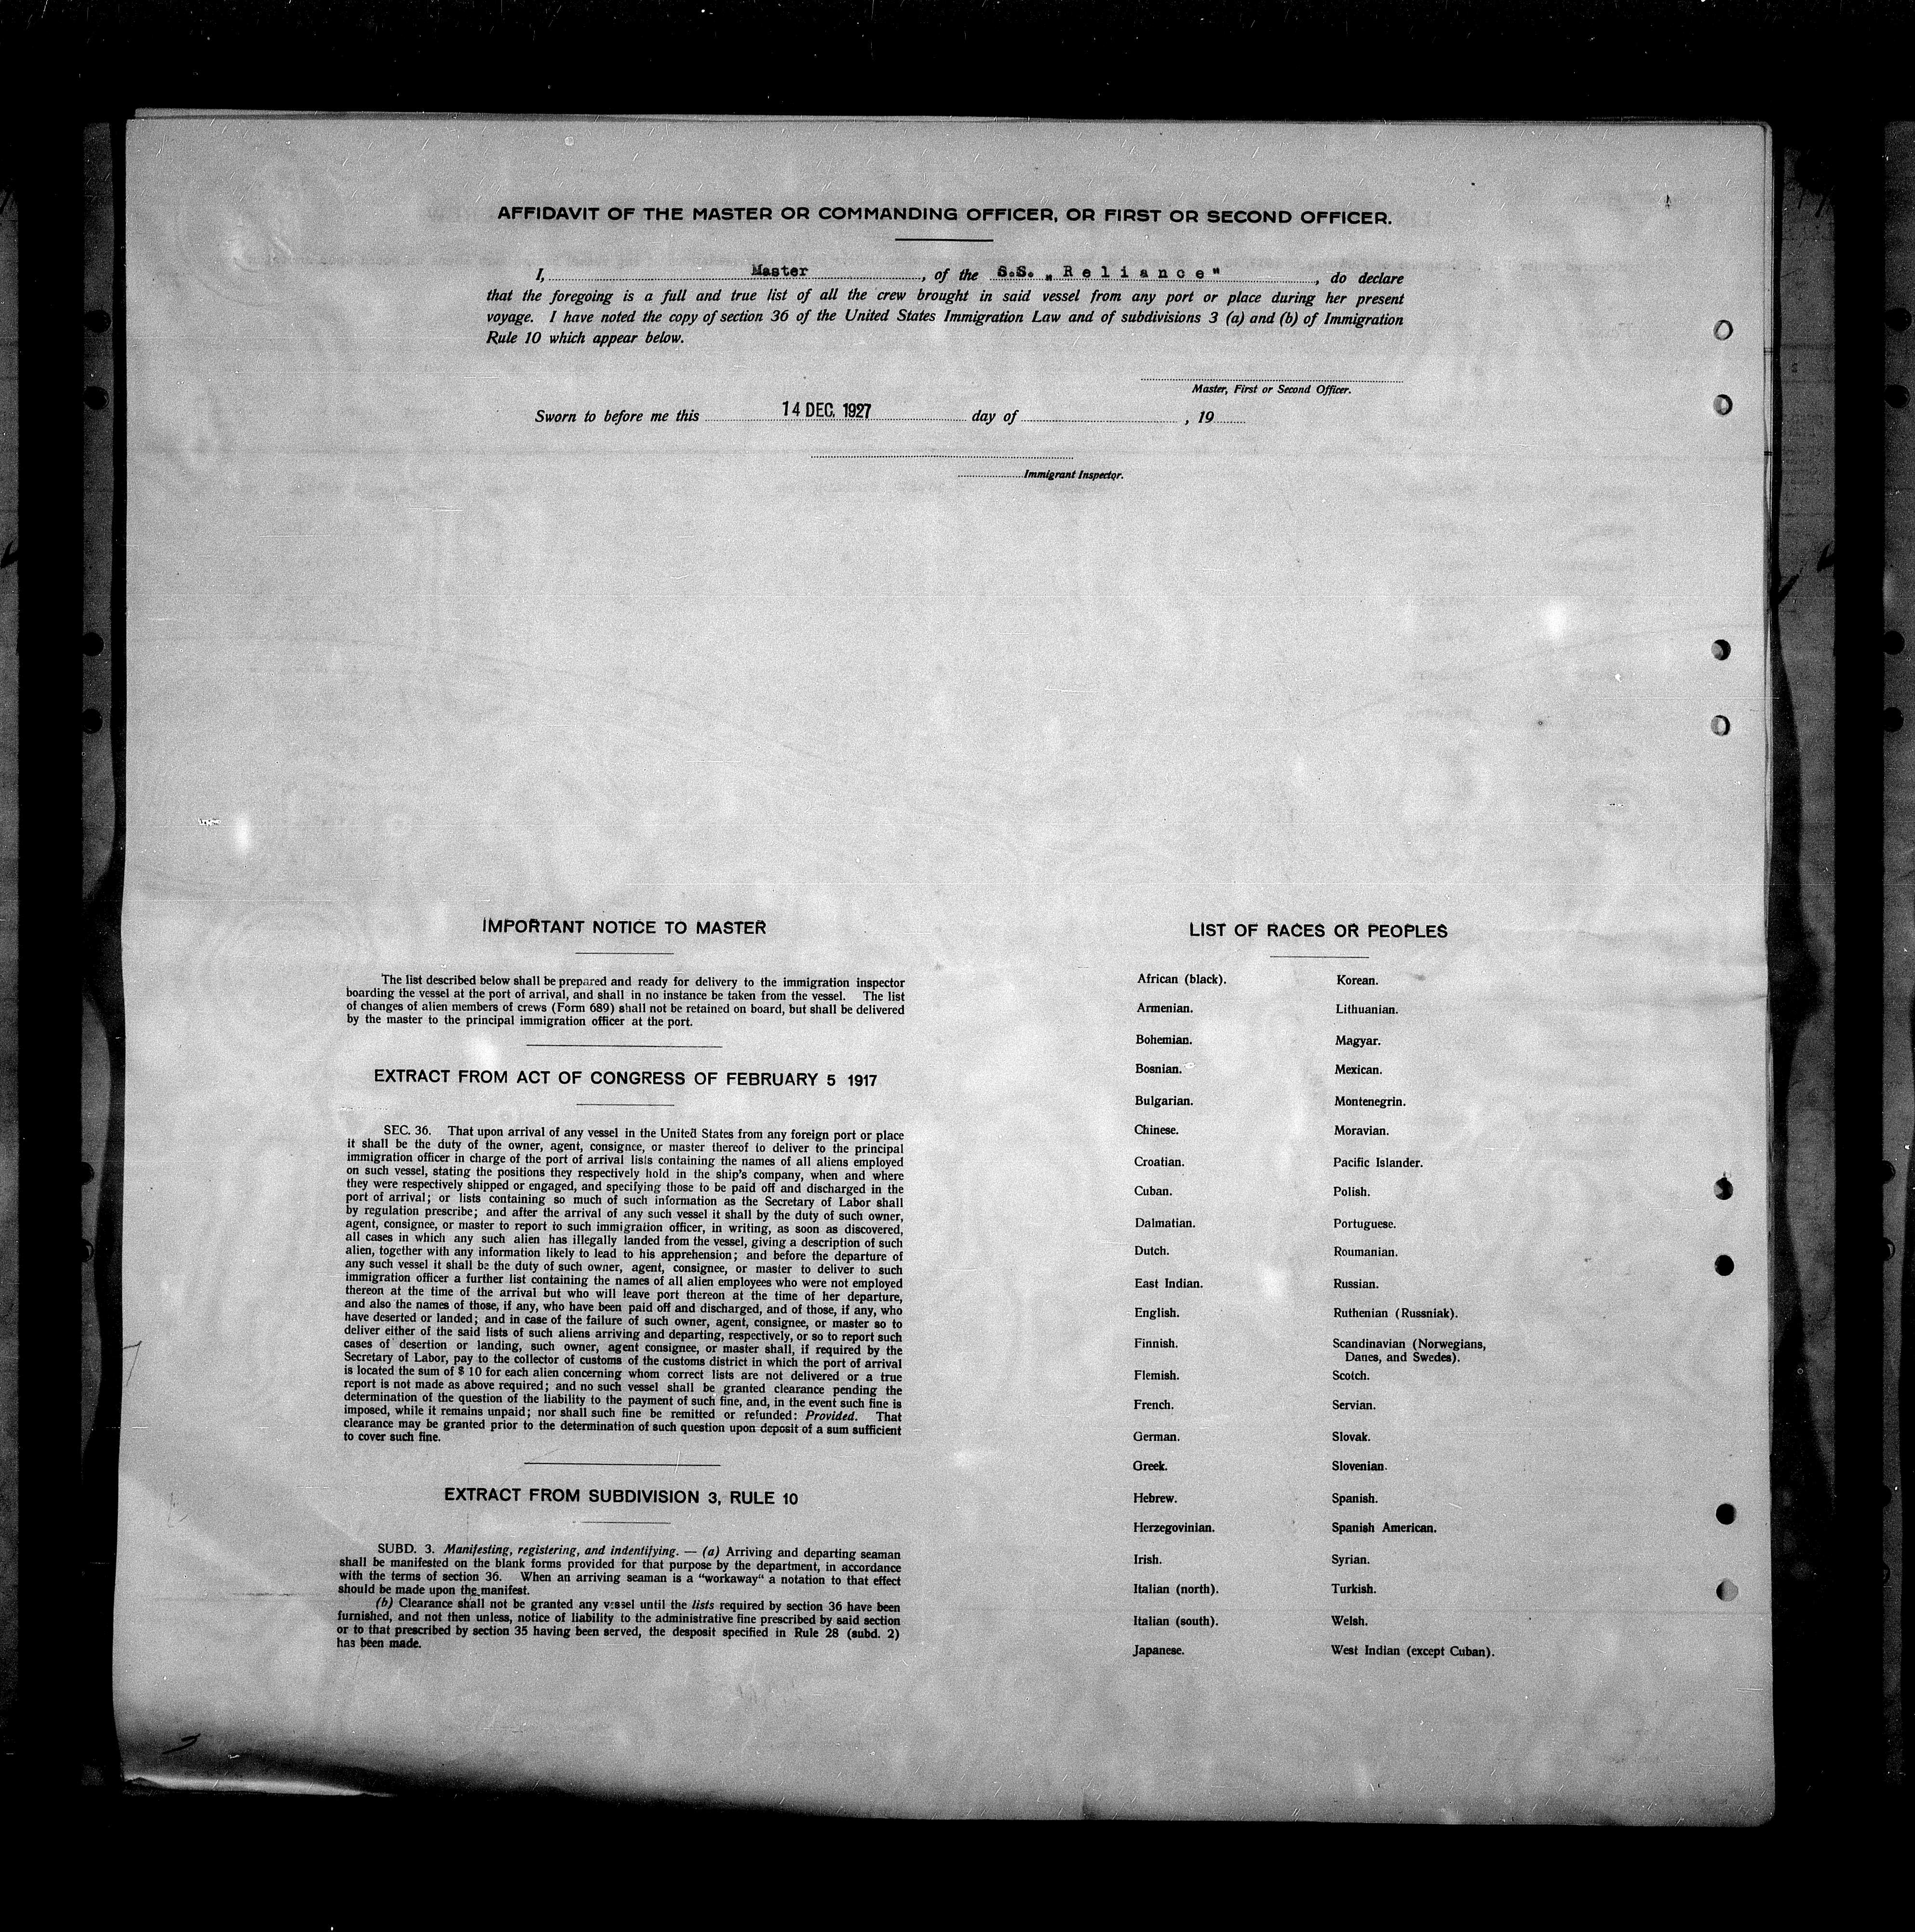 AFFIDAVIT OF THE MASTER OR COMMANDING OFFICER, OR FIRST OR SECOND OFFICER.
I, Master, of the S.S. „Reliance", do declare
that the foregoing is a full and true list of all the crew brought in said vessel from any port or place during her present
voyage. I have noted the copy of section 36 of the United States Immigration Law and of subdivisions 3 (a) and (b) of Immigration
Rule 10 which appear below.
Master, First or Second Officer.
Sworn to before me this 14 DEC. 1927 day of , 19
Immigrant Inspector.
IMPORTANT NOTICE TO MASTER
The list described below shall be prepared and ready for delivery to the immigration inspector
boarding the vessel at the port of arrival, and shall in no instance be taken from the vessel. The list
of changes of alien members of crews (Form 689) shall not be retained on board, but shall be delivered
by the master to the principal immigration officer at the port.
EXTRACT FROM ACT OF CONGRESS OF FEBRUARY 5 1917
SEC. 36. That upon arrival of any vessel in the United States from any foreign port or place
it shall be the duty of the owner, agent, consignee, or master thereof to deliver to the principal
immigration officer in charge of the port of arrival lists containing the names of all aliens employed
on such vessel, stating the positions they respectively hold in the ship's company, when and where
they were respectively shipped or engaged, and specifying those to be paid off and discharged in the
port of arrival; or lists containing so much of such information as the Secretary of Labor shall
by regulation prescribe; and after the arrival of any such vessel it shall by the duty of such owner,
agent, consignee, or master to report to such immigration officer, in writing, as soon as discovered,
all cases in which any such alien has illegally landed from the vessel, giving a description of such
alien, together with any information likely to lead to his apprehension; and before the departure of
any such vessel it shall be the duty of such owner, agent, consignee, or master to deliver to such
immigration officer a further list containing the names of all alien employees who were not employed
thereon at the time of the arrival but who will leave port thereon at the time of her departure,
and also the names of those, if any, who have been paid off and discharged, and of those, if any, who
have deserted or landed; and in case of the failure of such owner, agent, consignee, or master so to
deliver either of the said lists of such aliens arriving and departing, respectively, or so to report such
cases of desertion or landing, such owner, agent consignee, or master shall, if required by the
Secretary of Labor, pay to the collector of customs of the customs district in which the port of arrival
is located the sum of $ 10 for each alien concerning whom correct lists are not delivered or a true
report is not made as above required; and no such vessel shall be granted clearance pending the
determination of the question of the liability to the payment of such fine, and, in the event such fine is
imposed, while it remains unpaid; nor shall such fine be remitted or refunded: Provided. That
clearance may be granted prior to the determination of such question upon deposit of a sum sufficient
to cover such fine.
EXTRACT FROM SUBDIVISION 3, RULE 10
SUBD. 3. Manifesting, registering, and indentifying. — (a) Arriving and departing seaman
shall be manifested on the blank forms provided for that purpose by the department, in accordance
with the terms of section 36. When an arriving seaman is a "workaway" a notation to that effect
should be made upon the manifest.
(b) Clearance shall not be granted any vessel until the lists required by section 36 have been
furnished, and not then unless, notice of liability to the administrative fine prescribed by said section
or to that prescribed by section 35 having been served, the desposit specified in Rule 28 (subd. 2)
has been made.
LIST OF RACES OR PEOPLES
African (black).
Armenian.
Bohemian.
Bosnian.
Bulgarian.
Chinese.
Croatian.
Cuban.
Dalmatian.
Dutch.
East Indian.
English.
Finnish.
Flemish.
French.
German.
Greek.
Hebrew.
Herzegovinian.
Irish.
Italian (north).
Italian (south).
Japanese.
Korean.
Lithuanian.
Magyar.
Mexican.
Montenegrin.
Moravian.
Pacific Islander.
Polish.
Portuguese.
Roumanian.
Russian.
Ruthenian (Russniak).
Scandinavian (Norwegians,
Danes, and Swedes).
Scotch.
Servian.
Slovak.
Slovenian.
Spanish.
Spanish American.
Syrian.
Turkish.
Welsh.
West Indian (except Cuban).